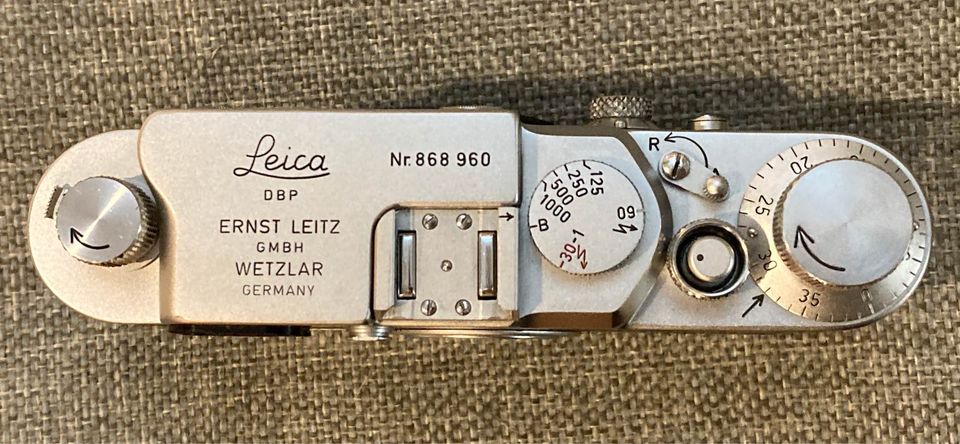 Leica
DBP
ERNST LEITZ
GMBH
WETZLAR
GERMANY
Nr. 868 960
125
250
500
1000
B
-30-1
60
R
20
25
30
35
0